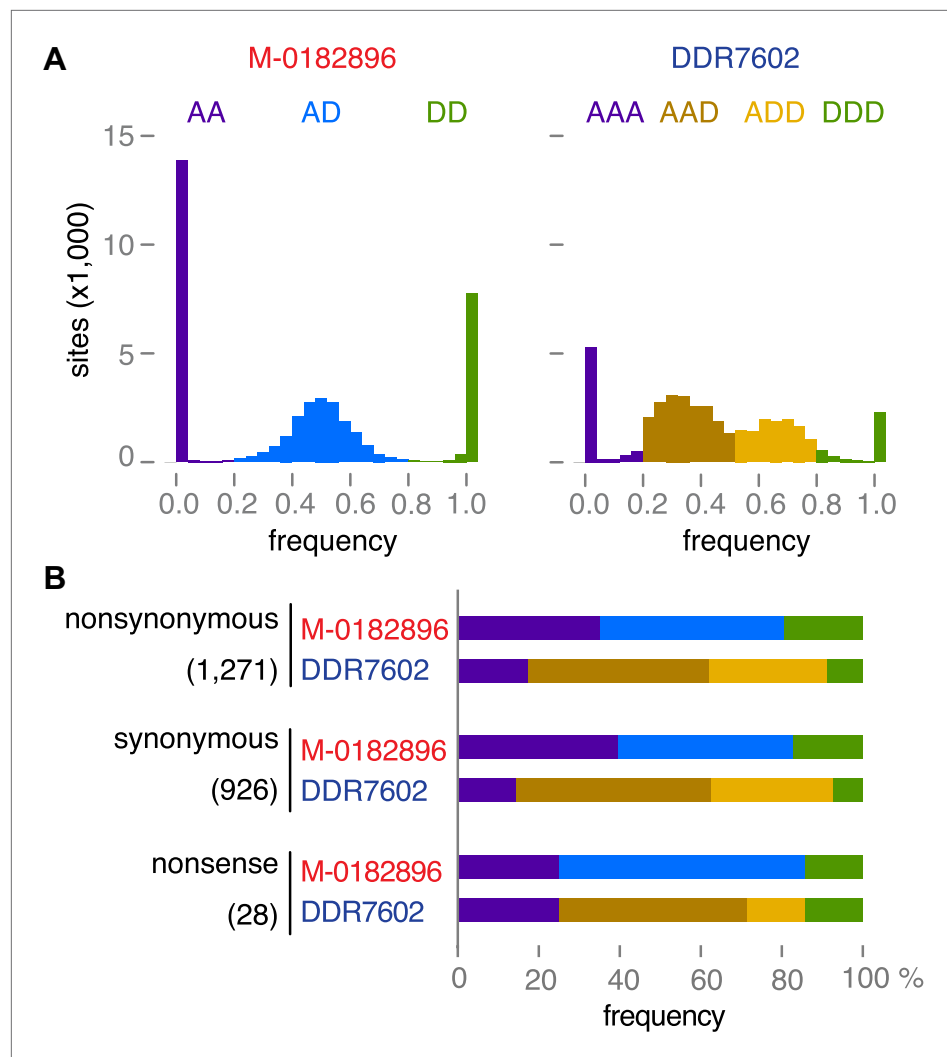 A
M-0182896 DDR7602
AA AD DD AAA AAD ADD DDD
15
10
5
0
sites (x1,000)
0.0 0.2 0.4 0.6 0.8 1.0 0.0 0.2 0.4 0.6 0.8 1.0
frequency frequency
B
nonsynonymous M-0182896
(1,271) DDR7602
synonymous M-0182896
(926) DDR7602
nonsense M-0182896
(28) DDR7602
0 20 40 60 80 100 %
frequency